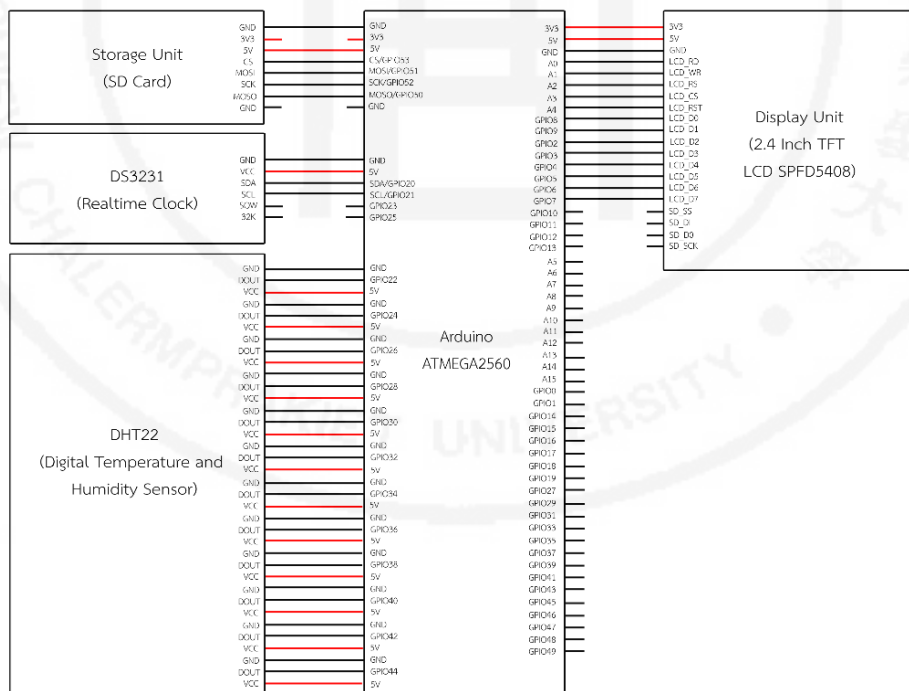 Storage Unit
(SD Card)
GND
3V3
5V
CS
MOSI
SCK
MOSO
GND
DS3231
(Realtime Clock)
GND
VCC
SDA
SCL
SQW
32K
DHT22
(Digital Temperature and
Humidity Sensor)
GND
DOUT
VCC
GND
DOUT
VCC
GND
DOUT
VCC
GND
DOUT
VCC
GND
DOUT
VCC
GND
DOUT
VCC
GND
DOUT
VCC
GND
DOUT
VCC
GND
DOUT
VCC
GND
DOUT
VCC
GND
DOUT
VCC
GND
DOUT
VCC
GND
3V3
5V
CS/GPIO53
MOSI/GPIO51
SCK/GPIO52
MOSO/GPIO50
GND
GND
5V
SDA/GPIO20
SCL/GPIO21
GPIO23
GPIO25
GND
GPIO22
5V
GND
GPIO24
5V
GND
GPIO26
5V
GND
GPIO28
5V
GND
GPIO30
5V
GND
GPIO32
5V
GND
GPIO34
5V
GND
GPIO36
5V
GND
GPIO38
5V
GND
GPIO40
5V
GND
GPIO42
5V
GND
GPIO44
5V
Arduino
ATMEGA2560
3V3
5V
GND
A0
A1
A2
A3
A4
GPIO8
GPIO9
GPIO2
GPIO3
GPIO4
GPIO5
GPIO6
GPIO7
GPIO10
GPIO11
GPIO12
GPIO13
A5
A6
A7
A8
A9
A10
A11
A12
A13
A14
A15
GPIO0
GPIO1
GPIO14
GPIO15
GPIO16
GPIO17
GPIO18
GPIO19
GPIO27
GPIO29
GPIO31
GPIO33
GPIO35
GPIO37
GPIO39
GPIO41
GPIO43
GPIO45
GPIO46
GPIO47
GPIO48
GPIO49
3V3
5V
GND
LCD_RD
LCD_WR
LCD_RS
LCD_CS
LCD_RST
LCD_D0
LCD_D1
LCD_D2
LCD_D3
LCD_D4
LCD_D5
LCD_D6
LCD_D7
SD_SS
SD_DI
SD_D0
SD_SCK
Display Unit
(2.4 Inch TFT
LCD SPFD5408)
CHALERMPRAKIET UNIVERSITY